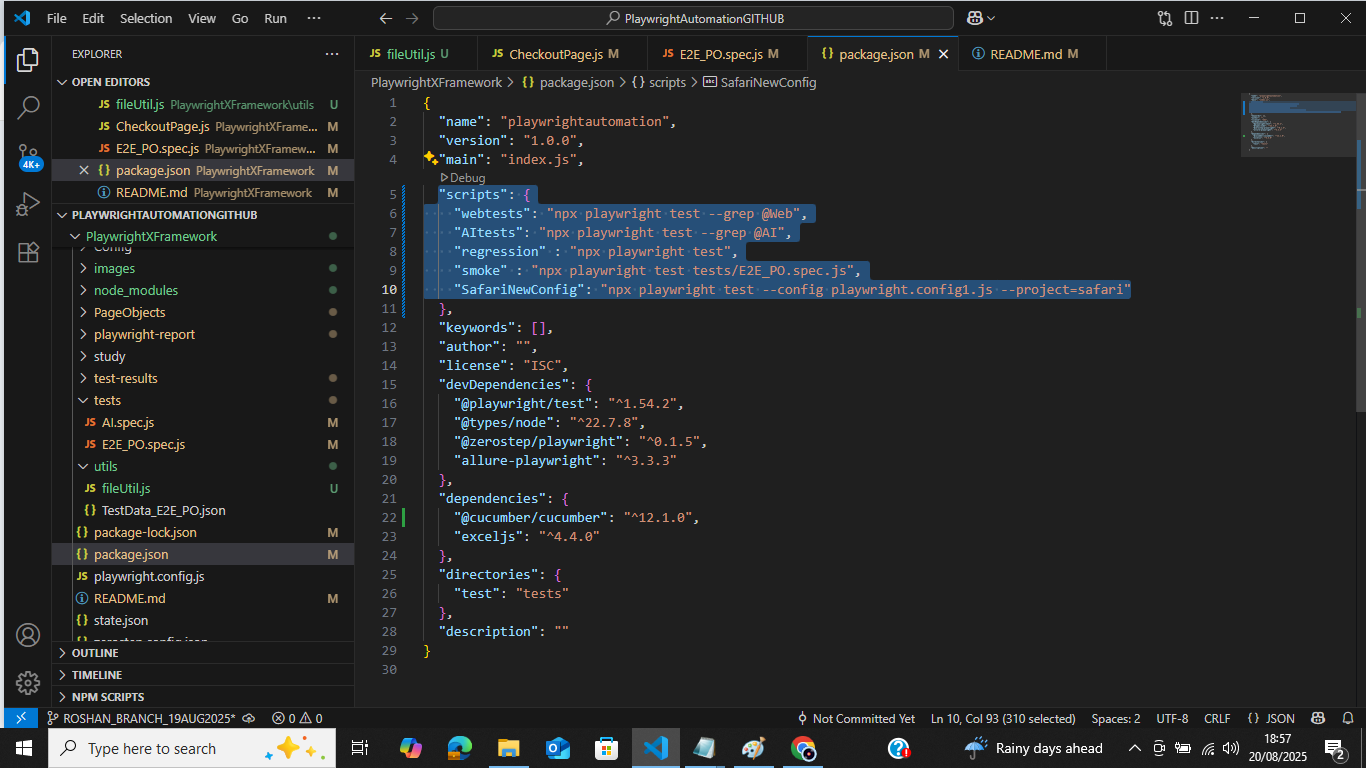 File Edit Selection View Go Run ···
PlaywrightAutomationGITHUB
EXPLORER ···
OPEN EDITORS
JS fileUtil.js PlaywrightXFramework\utils U
JS CheckoutPage.js PlaywrightXFrame... M
JS E2E_PO.spec.js PlaywrightXFramew... M
{} package.json PlaywrightXFramework M
README.md PlaywrightXFramework M
PLAYWRIGHTAUTOMATIONGITHUB
PlaywrightXFramework
Config
images
node_modules
PageObjects
playwright-report
study
test-results
tests
JS AI.spec.js M
JS E2E_PO.spec.js M
utils
JS fileUtil.js U
{} TestData_E2E_PO.json
{} package-lock.json M
{} package.json M
JS playwright.config.js
README.md M
{} state.json
{} zerostep.config.json
OUTLINE
TIMELINE
NPM SCRIPTS
4K+
JS fileUtil.js U JS CheckoutPage.js M JS E2E_PO.spec.js M {} package.json M README.md M
PlaywrightXFramework > {} package.json > {} scripts > abc SafariNewConfig
1 {
2 "name": "playwrightautomation",
3 "version": "1.0.0",
4 "main": "index.js",
Debug
5 "scripts": {
6 "webtests": "npx playwright test --grep @Web",
7 "AItests": "npx playwright test --grep @AI",
8 "regression" : "npx playwright test",
9 "smoke" : "npx playwright test tests/E2E_PO.spec.js",
10 "SafariNewConfig": "npx playwright test --config playwright.config1.js --project=safari"
11 },
12 "keywords": [],
13 "author": "",
14 "license": "ISC",
15 "devDependencies": {
16 "@playwright/test": "^1.54.2",
17 "@types/node": "^22.7.8",
18 "@zerostep/playwright": "^0.1.5",
19 "allure-playwright": "^3.3.3"
20 },
21 "dependencies": {
22 "@cucumber/cucumber": "^12.1.0",
23 "exceljs": "^4.4.0"
24 },
25 "directories": {
26 "test": "tests"
27 },
28 "description": ""
29 }
30
ROSHAN_BRANCH_19AUG2025* 0 0 Not Committed Yet Ln 10, Col 93 (310 selected) Spaces: 2 UTF-8 CRLF {} JSON
Type here to search
Rainy days ahead
18:57
20/08/2025
2